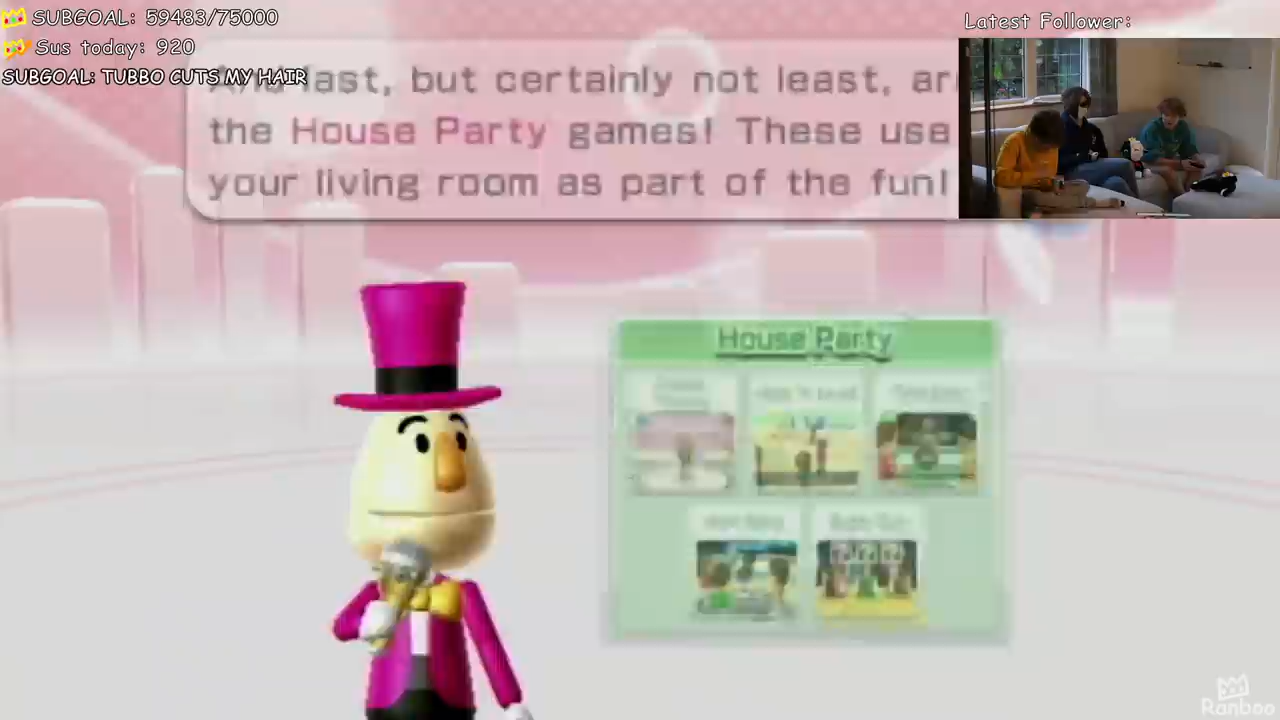 SUBGOAL: 59483/75000
Sus today: 920
SUBGOAL: TUBBO CUTS MY HAIR
Latest Follower:
last, but certainly not least, ar
the House Party games! These use
your living room as part of the fun!
House Party
Ranboo